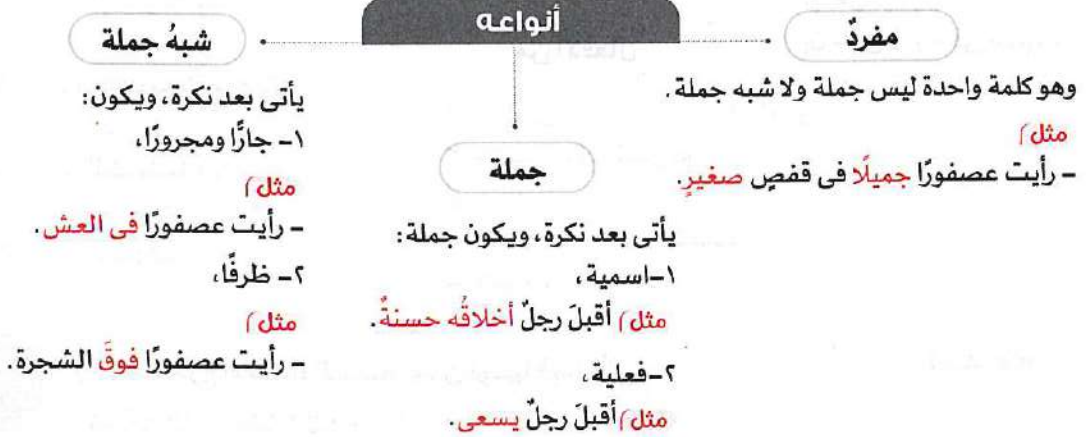 أنواعه
مفردٌ
وهو كلمة واحدة ليس جملة ولا شبه جملة.
مثل/
- رأيت عصفورًا جميلًا فى قفصٍ صغيرٍ.
جملة
يأتى بعد نكرة، ويكون جملة:
١-اسمية،
مثل/ أقبلَ رجلٌ أخلاقُه حسنةٌ.
٢-فعلية،
مثل/ أقبلَ رجلٌ يسعى.
شبهُ جملة
يأتى بعد نكرة، ويكون:
١- جارًّا ومجرورًا،
مثل/
- رأيت عصفورًا فى العش.
٢- ظرفًا،
مثل/
- رأيت عصفورًا فوقَ الشجرة.